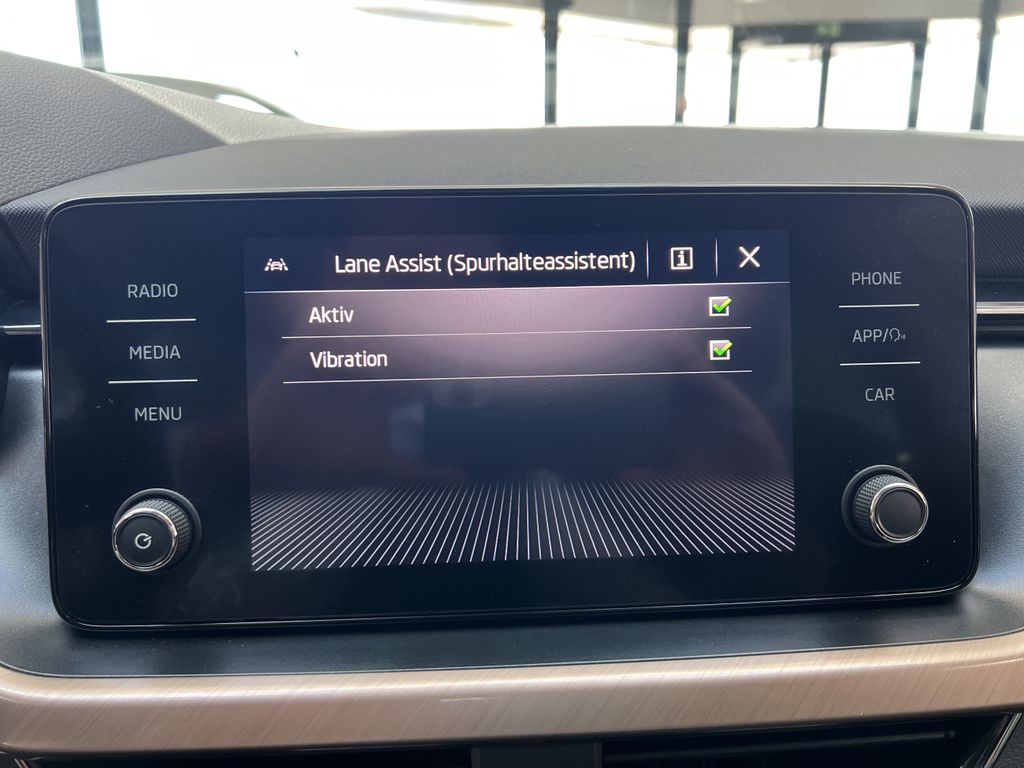 Lane Assist (Spurhalteassistent)
Aktiv
Vibration
RADIO
MEDIA
MENU
PHONE
APP/
CAR